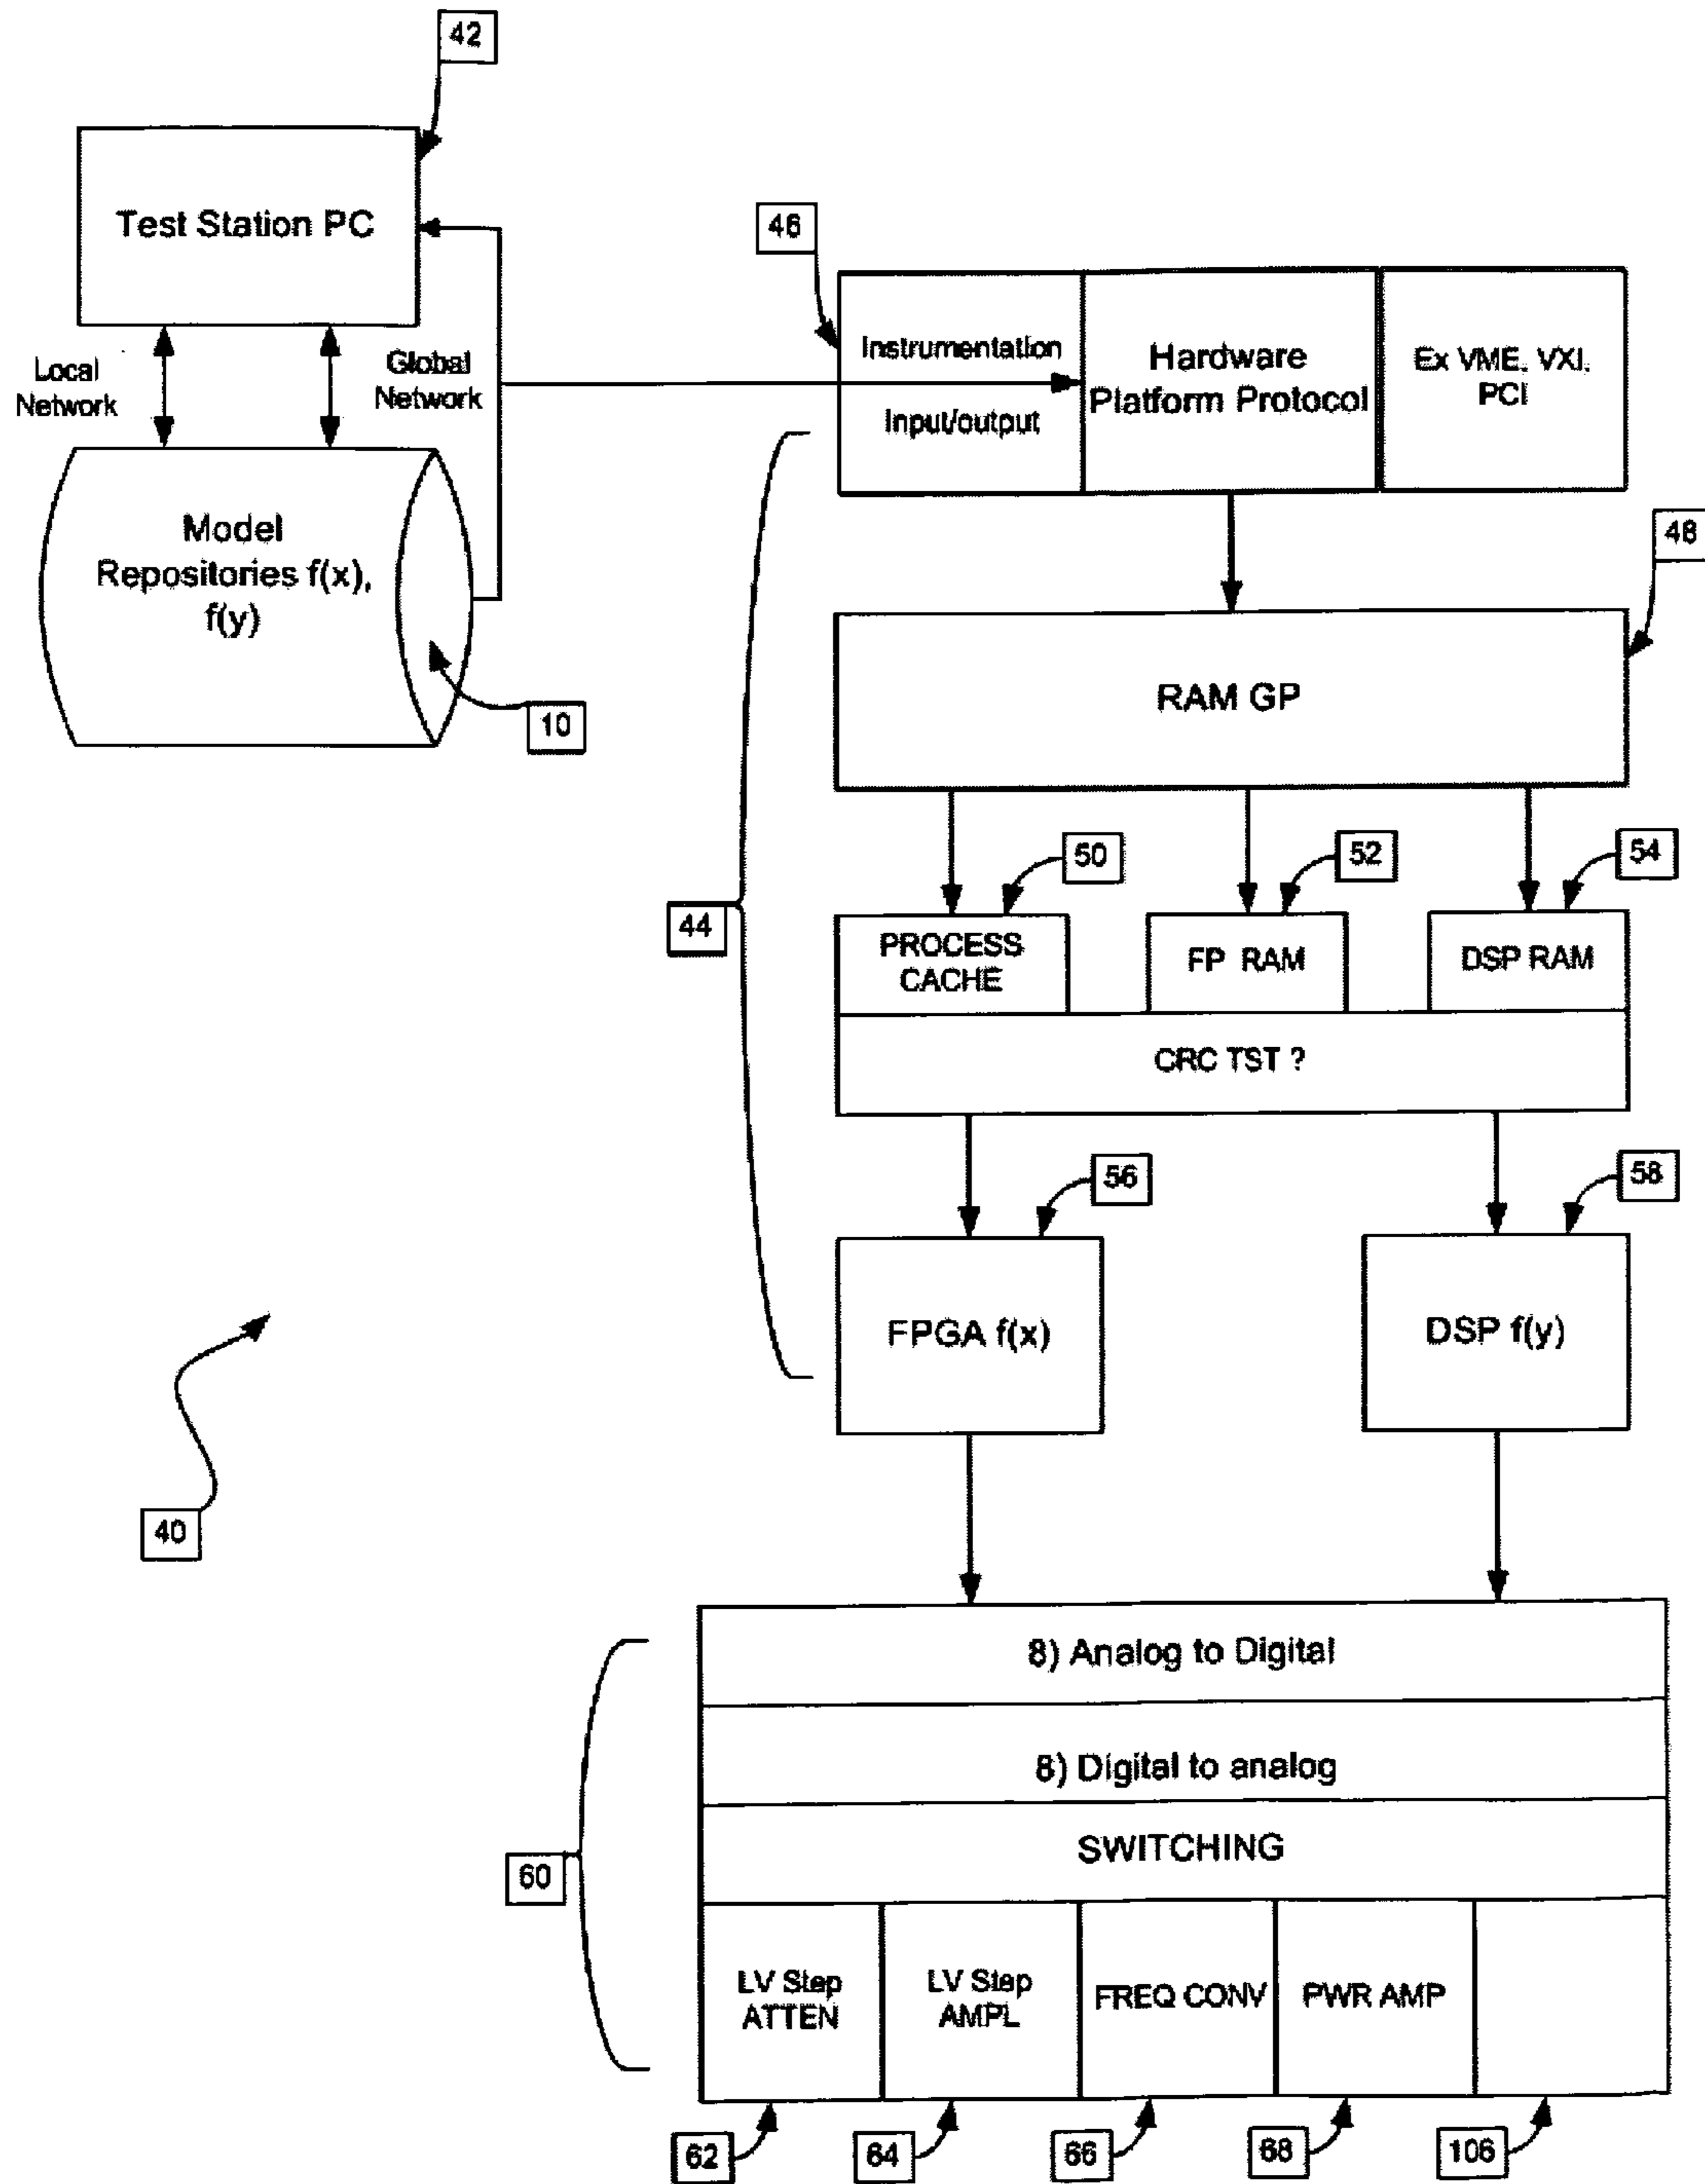 42
Test Station PC
46
Instrumentation
Input/output
Hardware
Platform Protocol
Ex VME, VXI,
PCI
Local
Network
Global
Network
Model
Repositories f(x),
f(y)
10
48
RAM GP
50
52
54
44
PROCESS
CACHE
FP RAM
DSP RAM
CRC TST ?
56
58
FPGA f(x)
DSP f(y)
40
8) Analog to Digital
8) Digital to analog
SWITCHING
60
LV Step
ATTEN
LV Step
AMPL
FREQ CONV
PWR AMP
62
64
66
68
106